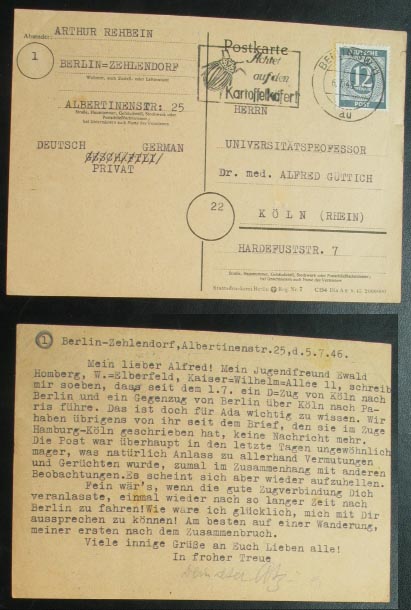 ARTHUR REHBEIN
Absender:
1
BERLIN=ZEHLENDORF
Wohnort, auch Zustell- oder Leitpostamt
ALBERTINENSTR: 25
Straße, Hausnummer, Gebäudeteil, Stockwerk oder
Postschließfachnummer;
bei Untermietern auch Name des Vermieters
DEUTSCH GERMAN
PRIVAT
Postkarte
Achtet
auf den
Kartoffelkäfer!
DEUTSCHE
12
POST
HERRN
UNIVERSITÄTSPROFESSOR
Dr. med. ALFRED GÜTTICH
22
KÖLN (RHEIN)
HARDEFUSTSTR. 7
Straße, Hausnummer, Gebäudeteil, Stockwerk oder Postschließfachnummer;
bei Untermietern auch Name des Vermieters
Staatsdruckerei Berlin Reg. Nr. 7
1 Berlin-Zehlendorf,Albertinenstr.25,d.5.7.46.
Mein lieber Alfred! Mein Jugendfreund Ewald
Homberg, W.=Elberfeld, Kaiser=Wilhelm=Allee 11, schreib
mir soeben, dass seit dem 1.7. ein D=Zug von Köln nach
Berlin und ein Gegenzug von Berlin über Köln nach Pa-
ris führe. Das ist doch für Ada wichtig zu wissen. Wir
haben übrigens von ihr seit dem Brief, den sie im Zuge
Hamburg=Köln geschrieben hat, keine Nachricht mehr.
Die Post war überhaupt in den letzte Tagen ungewöhnlich
mager, was natürlich Anlass zu allerhand Vermutungen
und Gerüchten wurde, zumal im Zusammenhang mit anderen
Beobachtungen.Es scheint sich aber wieder aufzuhellen.
Fein wär's, wenn die gute Zugverbindung Dich
veranlasste, einmal wieder nach so langer Zeit nach
Berlin zu fahren!Wie wäre ich glücklich, mich mit Dir
aussprechen zu können! Am besten auf einer Wanderung,
meiner ersten nach dem Zusammenbruch.
Viele innige Grüße an Euch Lieben alle!
In froher Treue